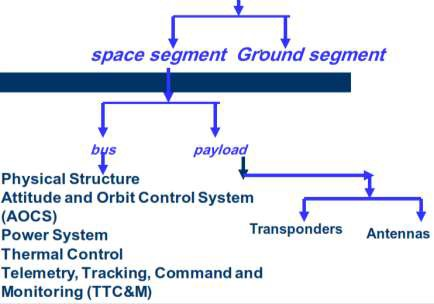 space segment Ground segment
bus payload
Physical Structure
Attitude and Orbit Control System
(AOCS)
Power System
Thermal Control
Telemetry, Tracking, Command and
Monitoring (TTC&M)
Transponders Antennas